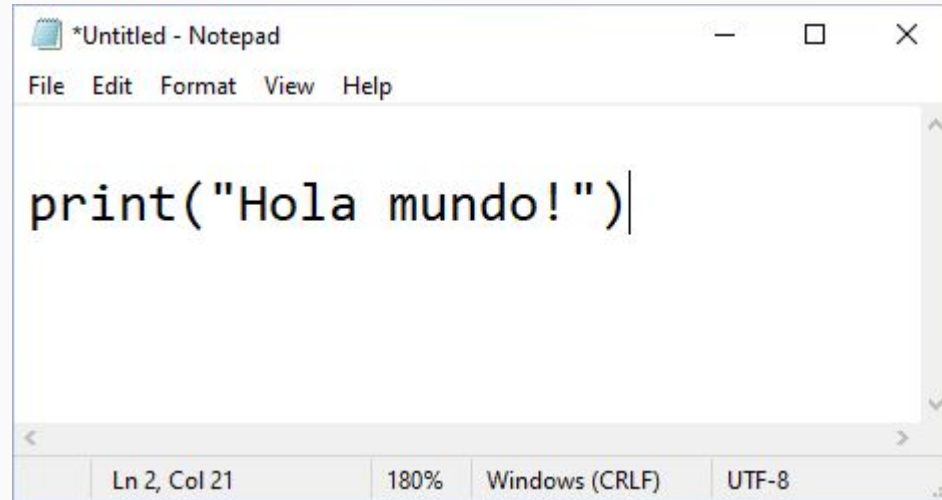 *Untitled - Notepad
File Edit Format View Help
print("Hola mundo!")
Ln 2, Col 21 180% Windows (CRLF) UTF-8